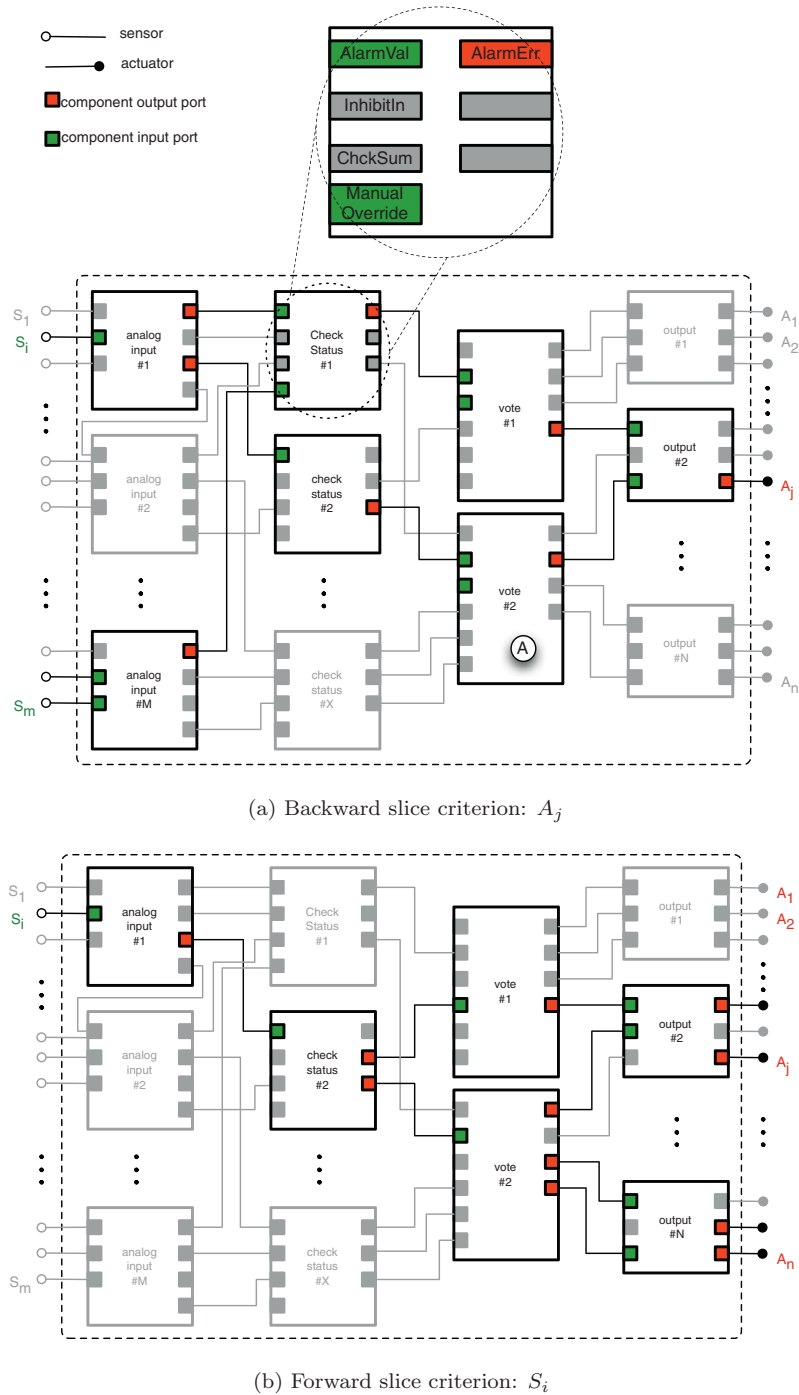 sensor
actuator
component output port
component input port
AlarmVal
AlarmErr
InhibitIn
ChckSum
Manual
Override
S1
Si
Sm
analog
input
#1
analog
input
#2
analog
input
#M
Check
Status
#1
check
status
#2
check
status
#X
vote
#1
vote
#2
A
output
#1
output
#2
output
#N
A1
A2
Aj
An
(a) Backward slice criterion: Aj
S1
Si
Sm
analog
input
#1
analog
input
#2
analog
input
#M
Check
Status
#1
check
status
#2
check
status
#X
vote
#1
vote
#2
output
#1
output
#2
output
#N
A1
A2
Aj
An
(b) Forward slice criterion: Si